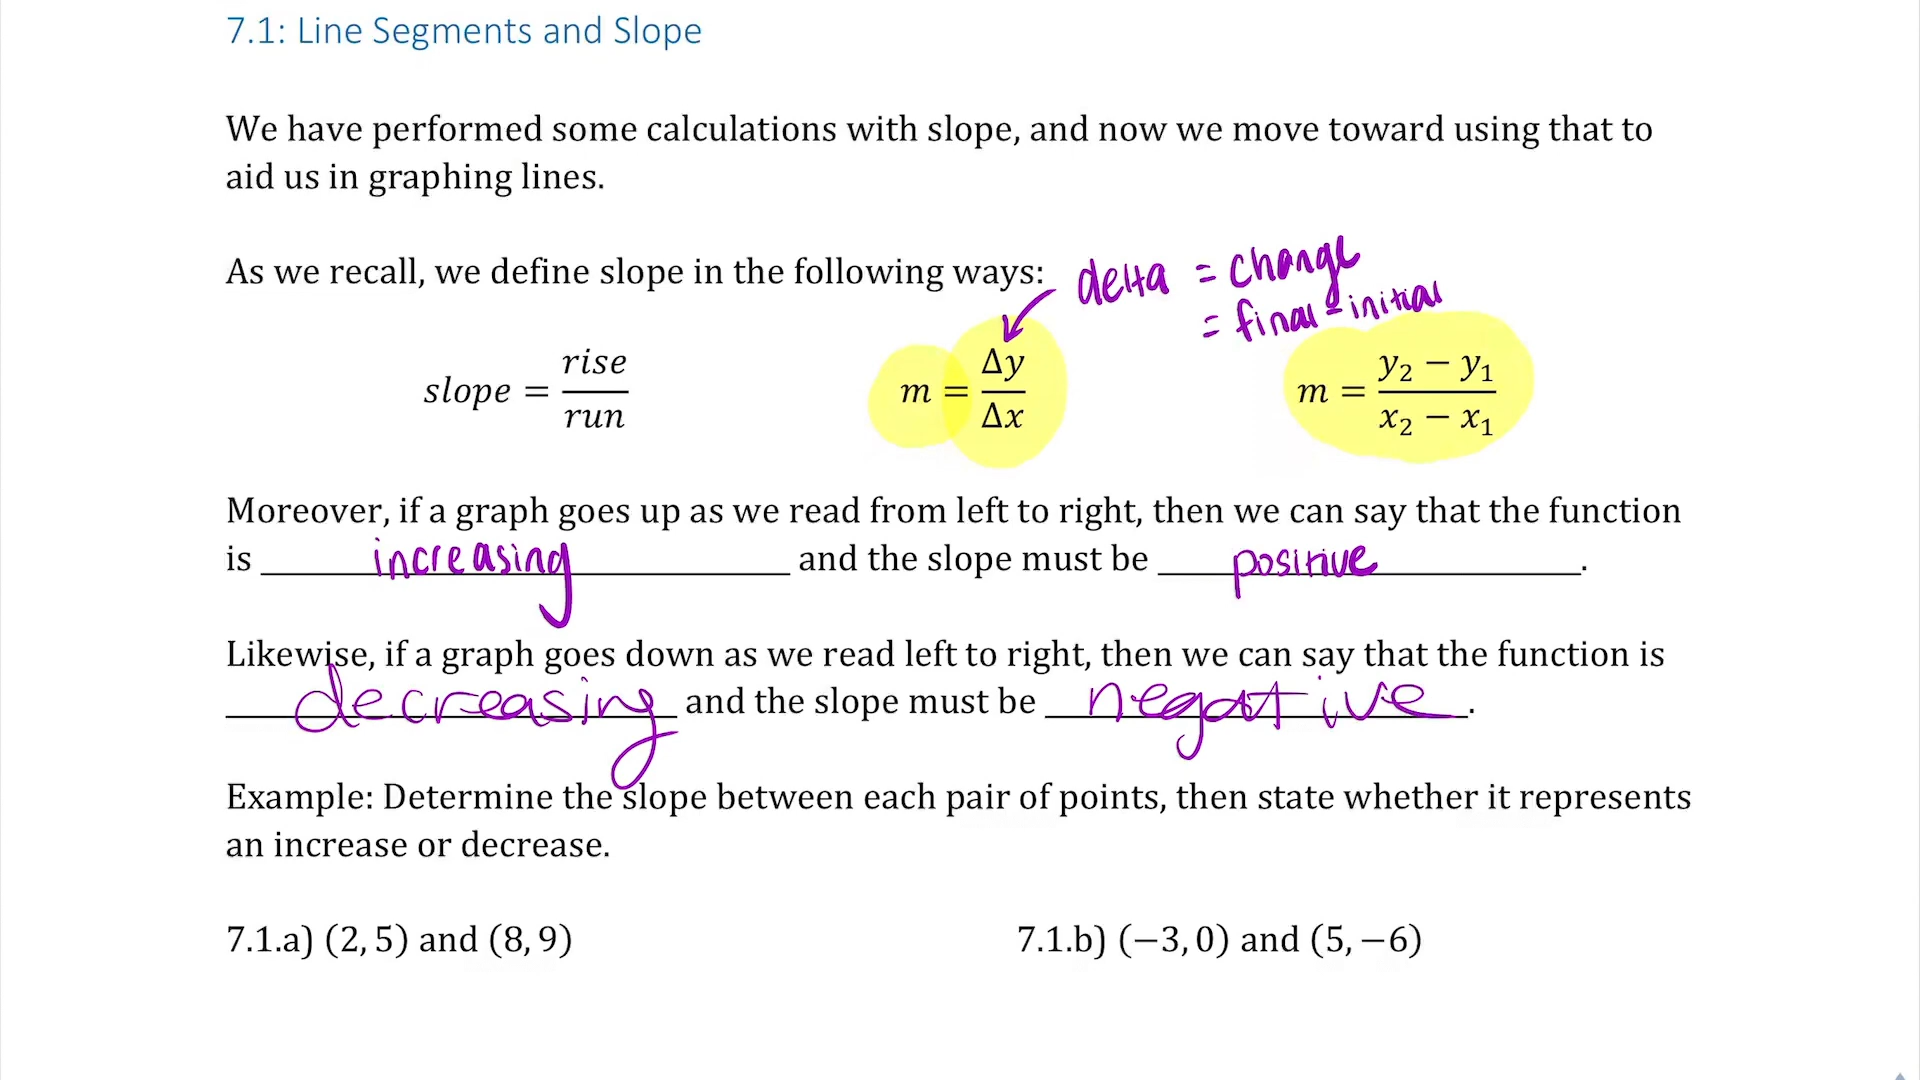 7.1: Line Segments and Slope
We have performed some calculations with slope, and now we move toward using that to
aid us in graphing lines.
As we recall, we define slope in the following ways: delta = change
= final - initial
slope = rise/run m = Δy/Δx m = (y₂ − y₁)/(x₂ − x₁)
Moreover, if a graph goes up as we read from left to right, then we can say that the function
is increasing and the slope must be positive.
Likewise, if a graph goes down as we read left to right, then we can say that the function is
decreasing and the slope must be negative.
Example: Determine the slope between each pair of points, then state whether it represents
an increase or decrease.
7.1.a) (2, 5) and (8, 9) 7.1.b) (−3, 0) and (5, −6)